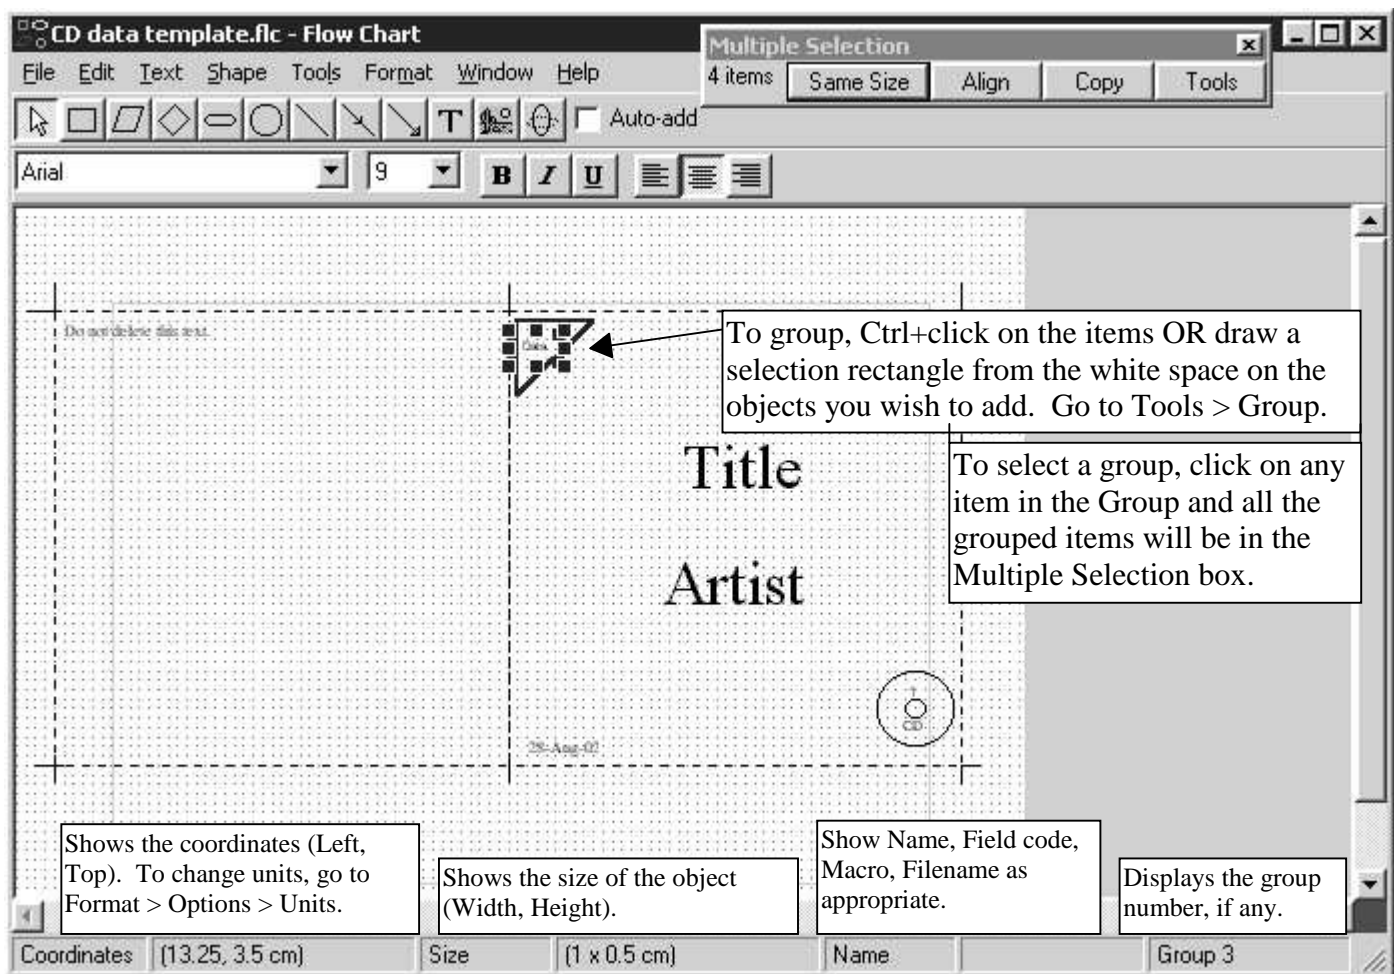 CD data template.flc - Flow Chart
Multiple Selection
File Edit Text Shape Tools Format Window Help
4 items Same Size Align Copy Tools
T Auto-add
Arial 9 B I U
Do not delete this text.
Data
To group, Ctrl+click on the items OR draw a
selection rectangle from the white space on the
objects you wish to add. Go to Tools > Group.
Title
To select a group, click on any
item in the Group and all the
grouped items will be in the
Multiple Selection box.
Artist
T
CD
28-Aug-02
Shows the coordinates (Left,
Top). To change units, go to
Format > Options > Units.
Shows the size of the object
(Width, Height).
Show Name, Field code,
Macro, Filename as
appropriate.
Displays the group
number, if any.
Coordinates (13.25, 3.5 cm) Size (1 x 0.5 cm) Name Group 3